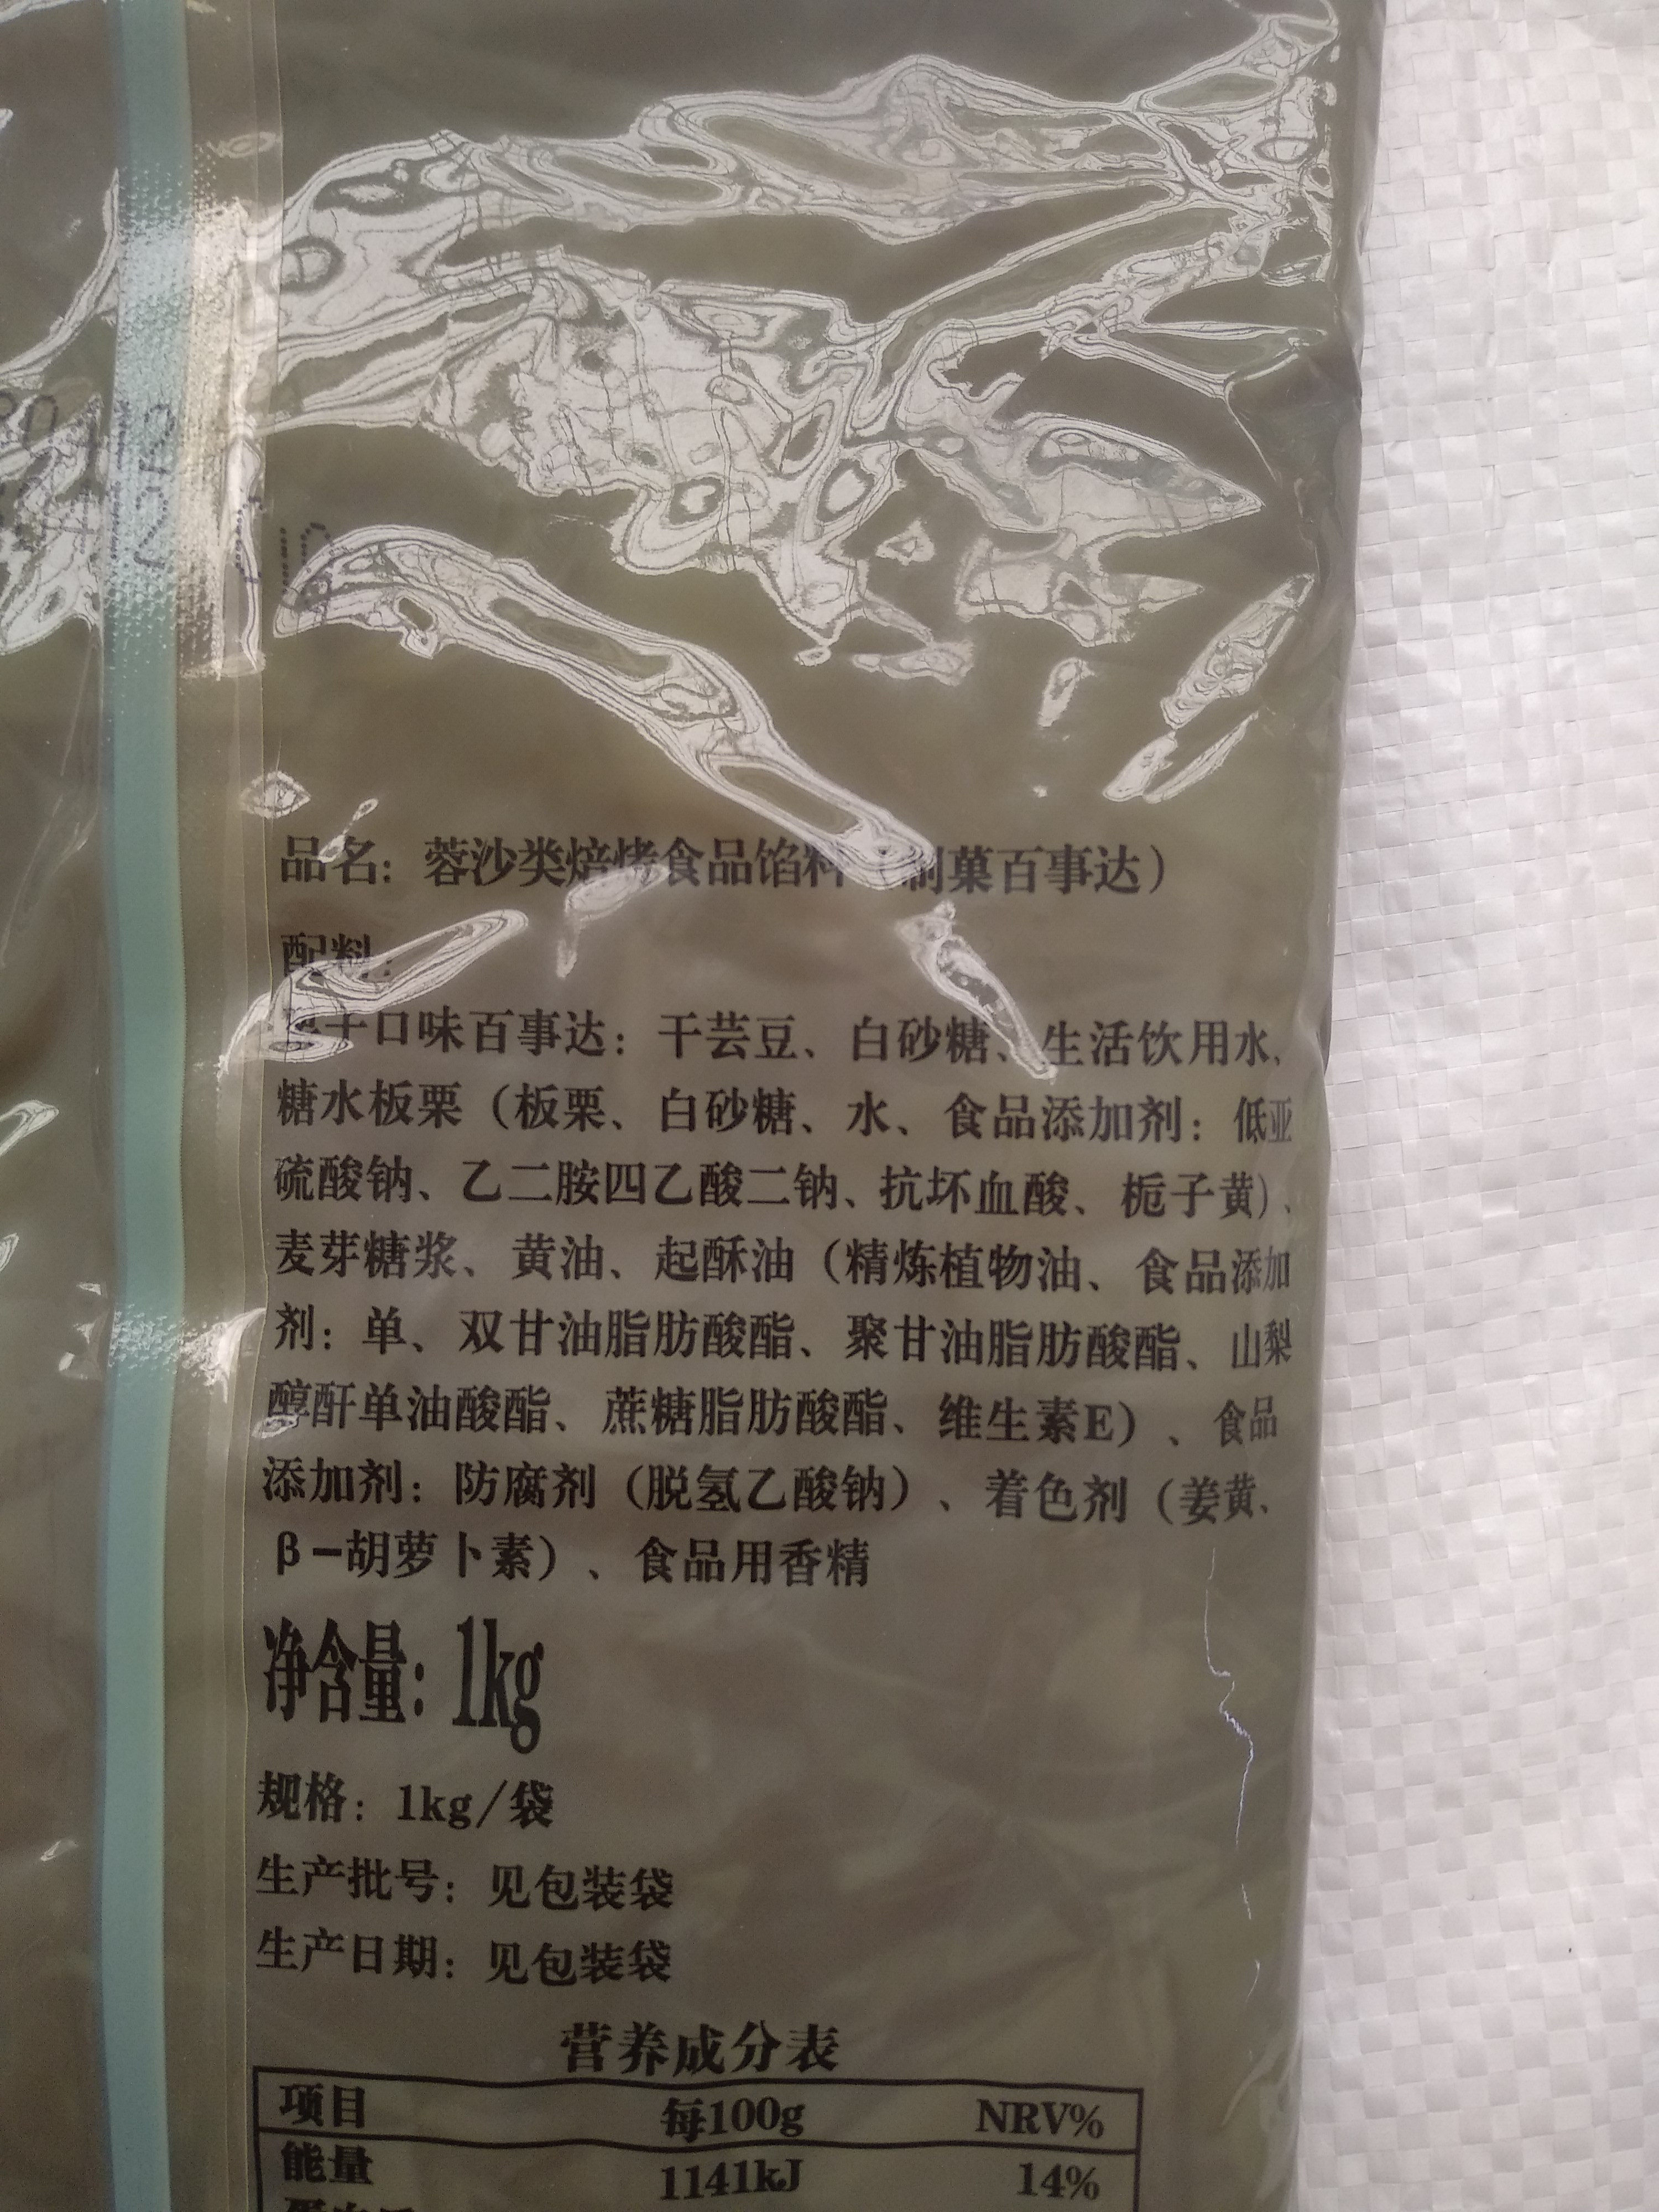 品名：蓉沙类焙烤食品馅料 制菓百事达）
配料：
子口味百事达：干芸豆、白砂糖、生活饮用水、
糖水板栗（板栗、白砂糖、水、食品添加剂：低亚
硫酸钠、乙二胺四乙酸二钠、抗坏血酸、栀子黄）、
麦芽糖浆、黄油、起酥油（精炼植物油、食品添加
剂：单、双甘油脂肪酸酯、聚甘油脂肪酸酯、山梨
醇酐单油酸酯、蔗糖脂肪酸酯、维生素E）、食品
添加剂：防腐剂（脱氢乙酸钠）、着色剂（姜黄、
β－胡萝卜素）、食品用香精
净含量：1kg
规格：1kg/袋
生产批号：见包装袋
生产日期：见包装袋
营养成分表
项目 每100g NRV%
能量 1141kJ 14%